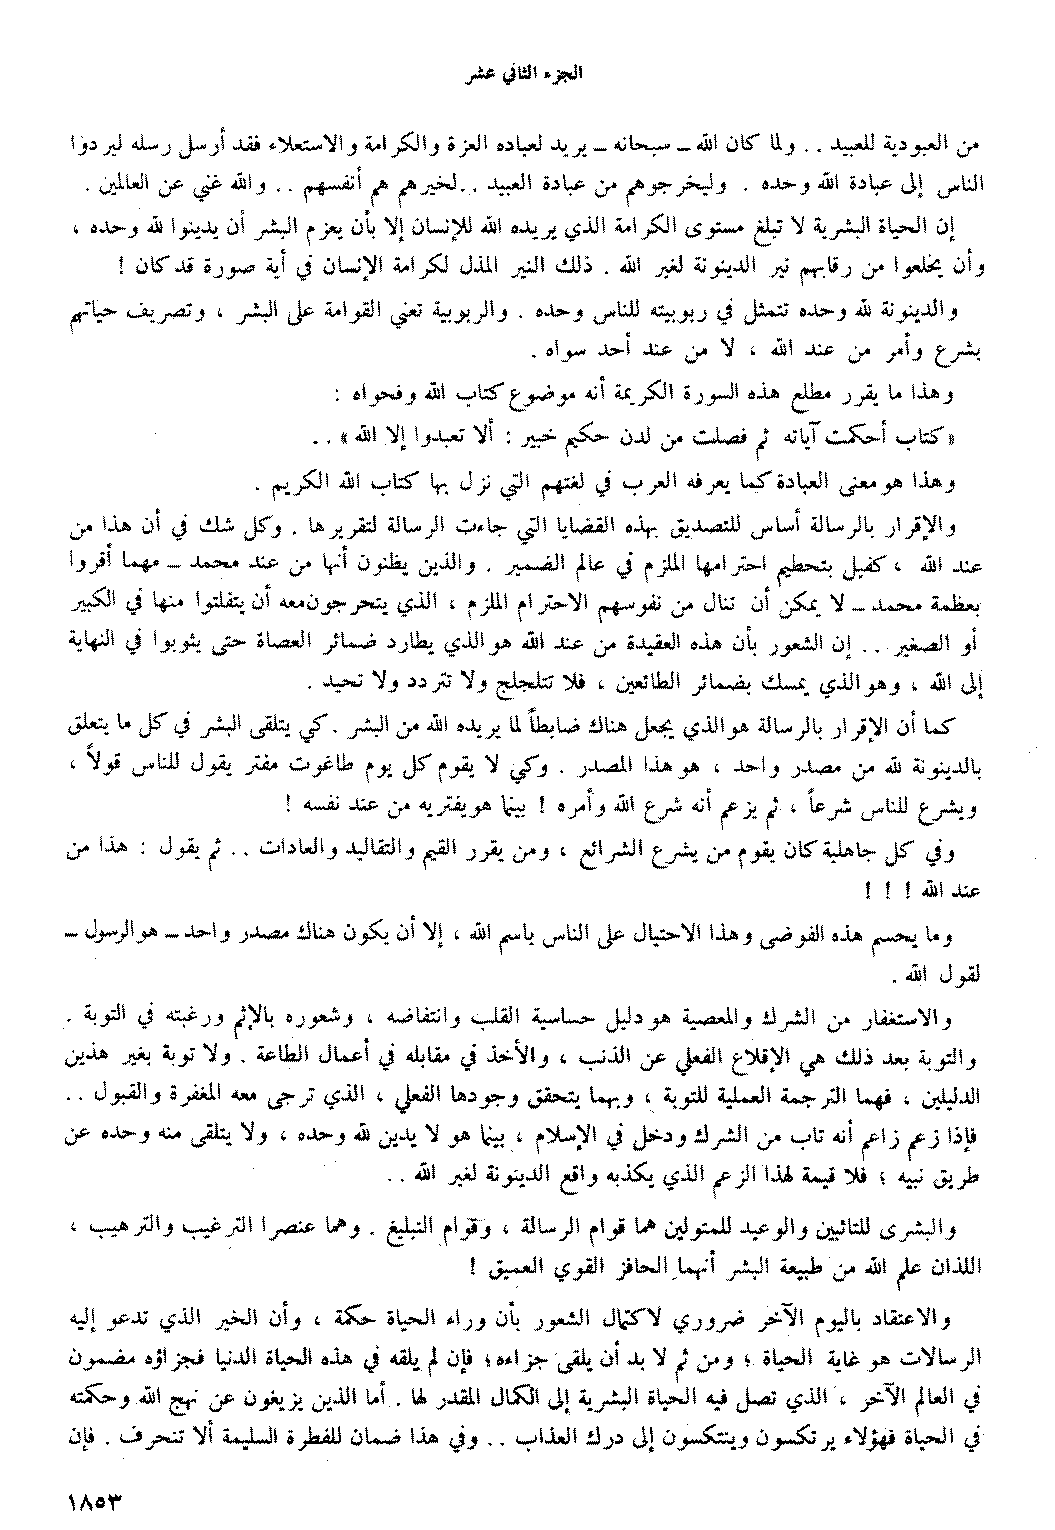 الجزء الثاني عشر
من العبودية للعبيد .. ولما كان الله ــ سبحانه ــ يريد لعباده العزة والكرامة والاستعلاء فقد أرسل رسله ليردوا
الناس إلى عبادة الله وحده . وليخرجوهم من عبادة العبيد .. لخيرهم هم أنفسهم .. والله غني عن العالمين .
إن الحياة البشرية لا تبلغ مستوى الكرامة الذي يريده الله للإنسان إلا بأن يعزم البشر أن يدينوا لله وحده ،
وأن يخلعوا من رقابهم نير الدينونة لغير الله . ذلك النير المذل لكرامة الإنسان في أية صورة قد كان !
والدينونة لله وحده تتمثل في ربوبيته للناس وحده . والربوبية تعني القوامة على البشر ، وتصريف حياتهم
بشرع وأمر من عند الله ، لا من عند أحد سواه .
وهذا ما يقرر مطلع هذه السورة الكريمة أنه موضوع كتاب الله وفحواه :
« كتاب أحكمت آياته ثم فصلت من لدن حكيم خبير : ألا تعبدوا إلا الله » ..
وهذا هو معنى العبادة كما يعرفه العرب في لغتهم التي نزل بها كتاب الله الكريم .
والإقرار بالرسالة أساس للتصديق بهذه القضايا التي جاءت الرسالة لتقريرها . وكل شك في أن هذا من
عند الله ، كفيل بتحطيم احترامها الملزم في عالم الضمير . والذين يظنون أنها من عند محمد ــ مهما أقروا
بعظمة محمد ــ لا يمكن أن تنال من نفوسهم الاحترام الملزم ، الذي يتحرجون معه أن يتفلتوا منها في الكبير
أو الصغير .. إن الشعور بأن هذه العقيدة من عند الله هو الذي يطارد ضمائر العصاة حتى يثوبوا في النهاية
إلى الله ، وهو الذي يمسك بضمائر الطائعين ، فلا تتلجلج ولا تتردد ولا تحيد .
كما أن الإقرار بالرسالة هو الذي يجعل هناك ضابطاً لما يريده الله من البشر . كي يتلقى البشر في كل ما يتعلق
بالدينونة لله من مصدر واحد ، هو هذا المصدر . وكي لا يقوم كل يوم طاغوت مفتر يقول للناس قولاً ،
ويشرع للناس شرعاً ، ثم يزعم أنه شرع الله وأمره ! بينما هو يفتريه من عند نفسه !
وفي كل جاهلية كان يقوم من يشرع الشرائع ، ومن يقرر القيم والتقاليد والعادات .. ثم يقول : هذا من
عند الله ! ! !
وما يحسم هذه الفوضى وهذا الاحتيال على الناس باسم الله ، إلا أن يكون هناك مصدر واحد ــ هو الرسول ــ
لقول الله .
والاستغفار من الشرك والمعصية هو دليل حساسية القلب وانتفاضه ، وشعوره بالإثم ورغبته في التوبة .
والتوبة بعد ذلك هي الإقلاع الفعلي عن الذنب ، والأخذ في مقابله في أعمال الطاعة . ولا توبة بغير هذين
الدليلين ، فهما الترجمة العملية للتوبة ، وبهما يتحقق وجودها الفعلي ، الذي ترجى معه المغفرة والقبول ..
فإذا زعم زاعم أنه تاب من الشرك ودخل في الإسلام ، بينما هو لا يدين لله وحده ، ولا يتلقى منه وحده عن
طريق نبيه ؛ فلا قيمة لهذا الزعم الذي يكذبه واقع الدينونة لغير الله ..
والبشرى للتائبين والوعيد للمتولين هما قوام الرسالة ، وقوام التبليغ . وهما عنصرا الترغيب والترهيب ،
اللذان علم الله من طبيعة البشر أنهما الحافز القوي العميق !
والاعتقاد باليوم الآخر ضروري لاكتمال الشعور بأن وراء الحياة حكمة ، وأن الخير الذي تدعو إليه
الرسالات هو غاية الحياة ؛ ومن ثم لا بد أن يلقى جزاءه؛ فإن لم يلقه في هذه الحياة الدنيا فجزاؤه مضمون
في العالم الآخر ، الذي تصل فيه الحياة البشرية إلى الكمال المقدر لها . أما الذين يزيغون عن نهج الله وحكمته
في الحياة فهؤلاء يرتكسون وينتكسون إلى درك العذاب .. وفي هذا ضمان للفطرة السليمة ألا تنحرف . فإن
١٨٥٣